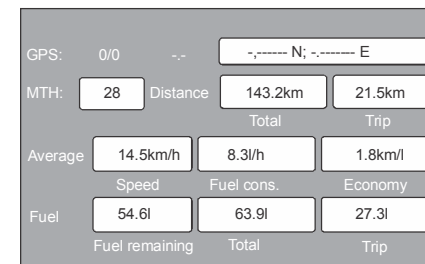 GPS: 0/0 -.- -,------ N; -.------- E
MTH: 28 Distance 143.2km 21.5km
Total Trip
Average 14.5km/h 8.3l/h 1.8km/l
Speed Fuel cons. Economy
Fuel 54.6l 63.9l 27.3l
Fuel remaining Total Trip